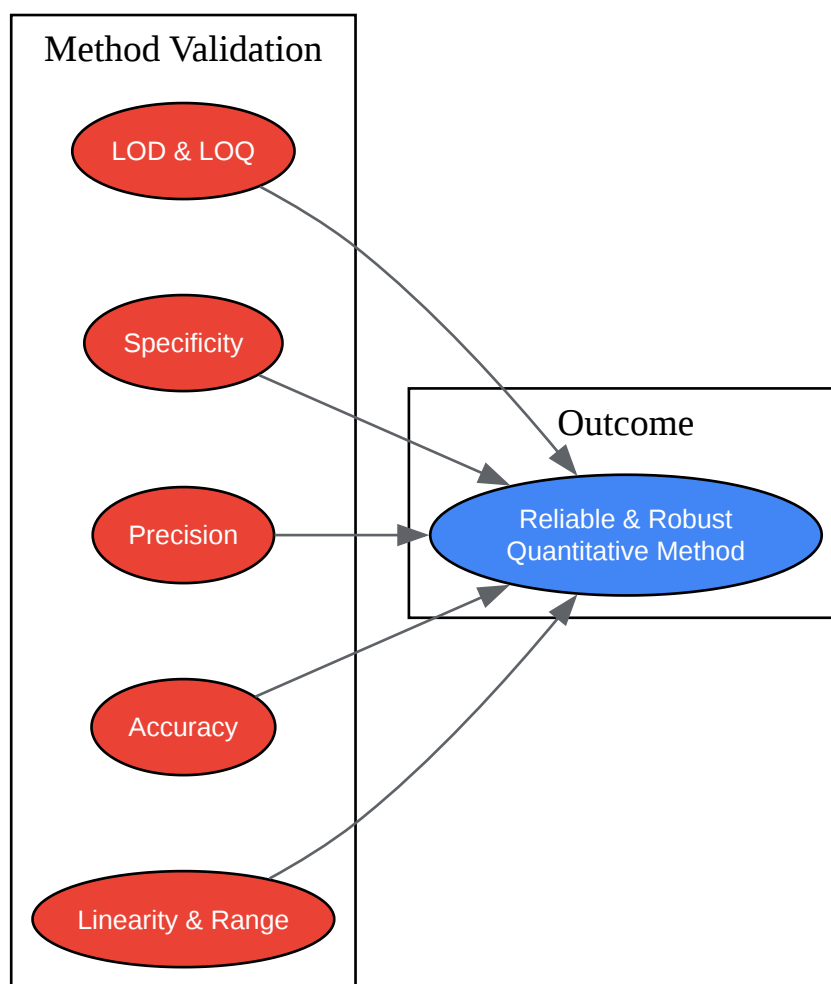 Method Validation
LOD & LOQ
Specificity
Precision
Accuracy
Linearity & Range
Outcome
Reliable & Robust
Quantitative Method